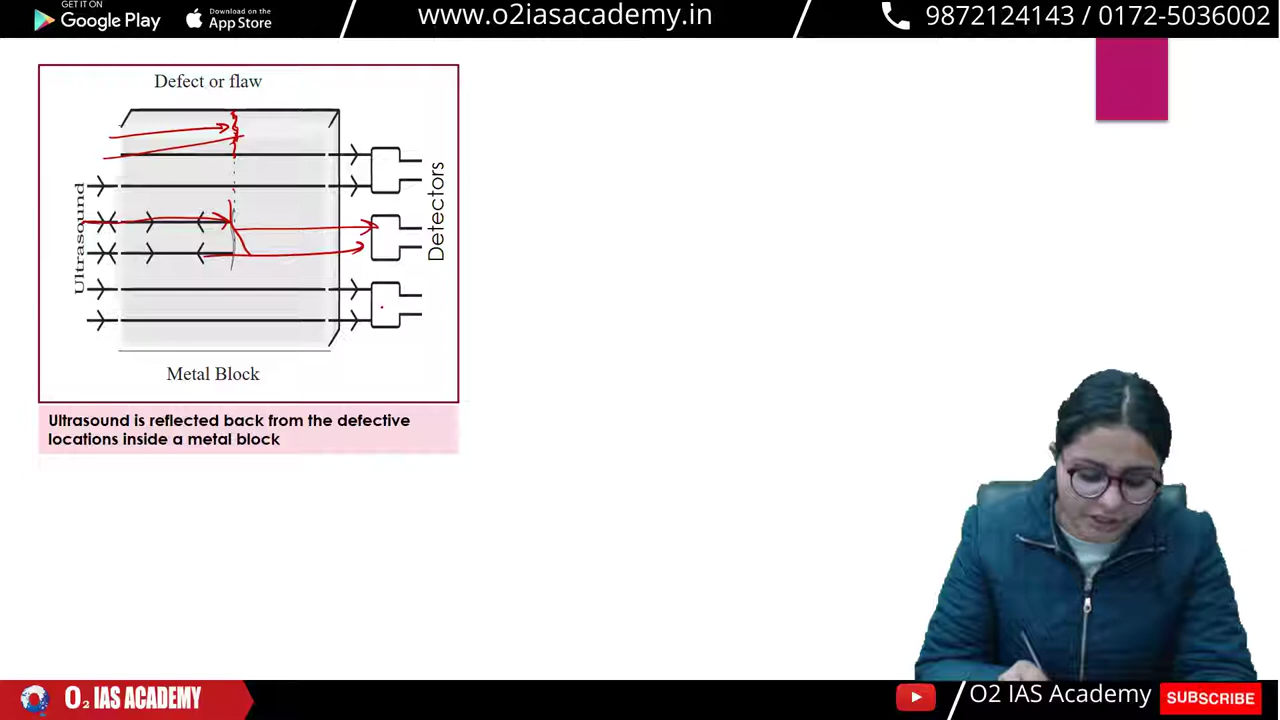 GET IT ON
Google Play
Download on the
App Store
www.o2iasacademy.in
9872124143 / 0172-5036002
Defect or flaw
Ultrasound
Detectors
Metal Block
Ultrasound is reflected back from the defective
locations inside a metal block
O₂ IAS ACADEMY
O2 IAS Academy
SUBSCRIBE